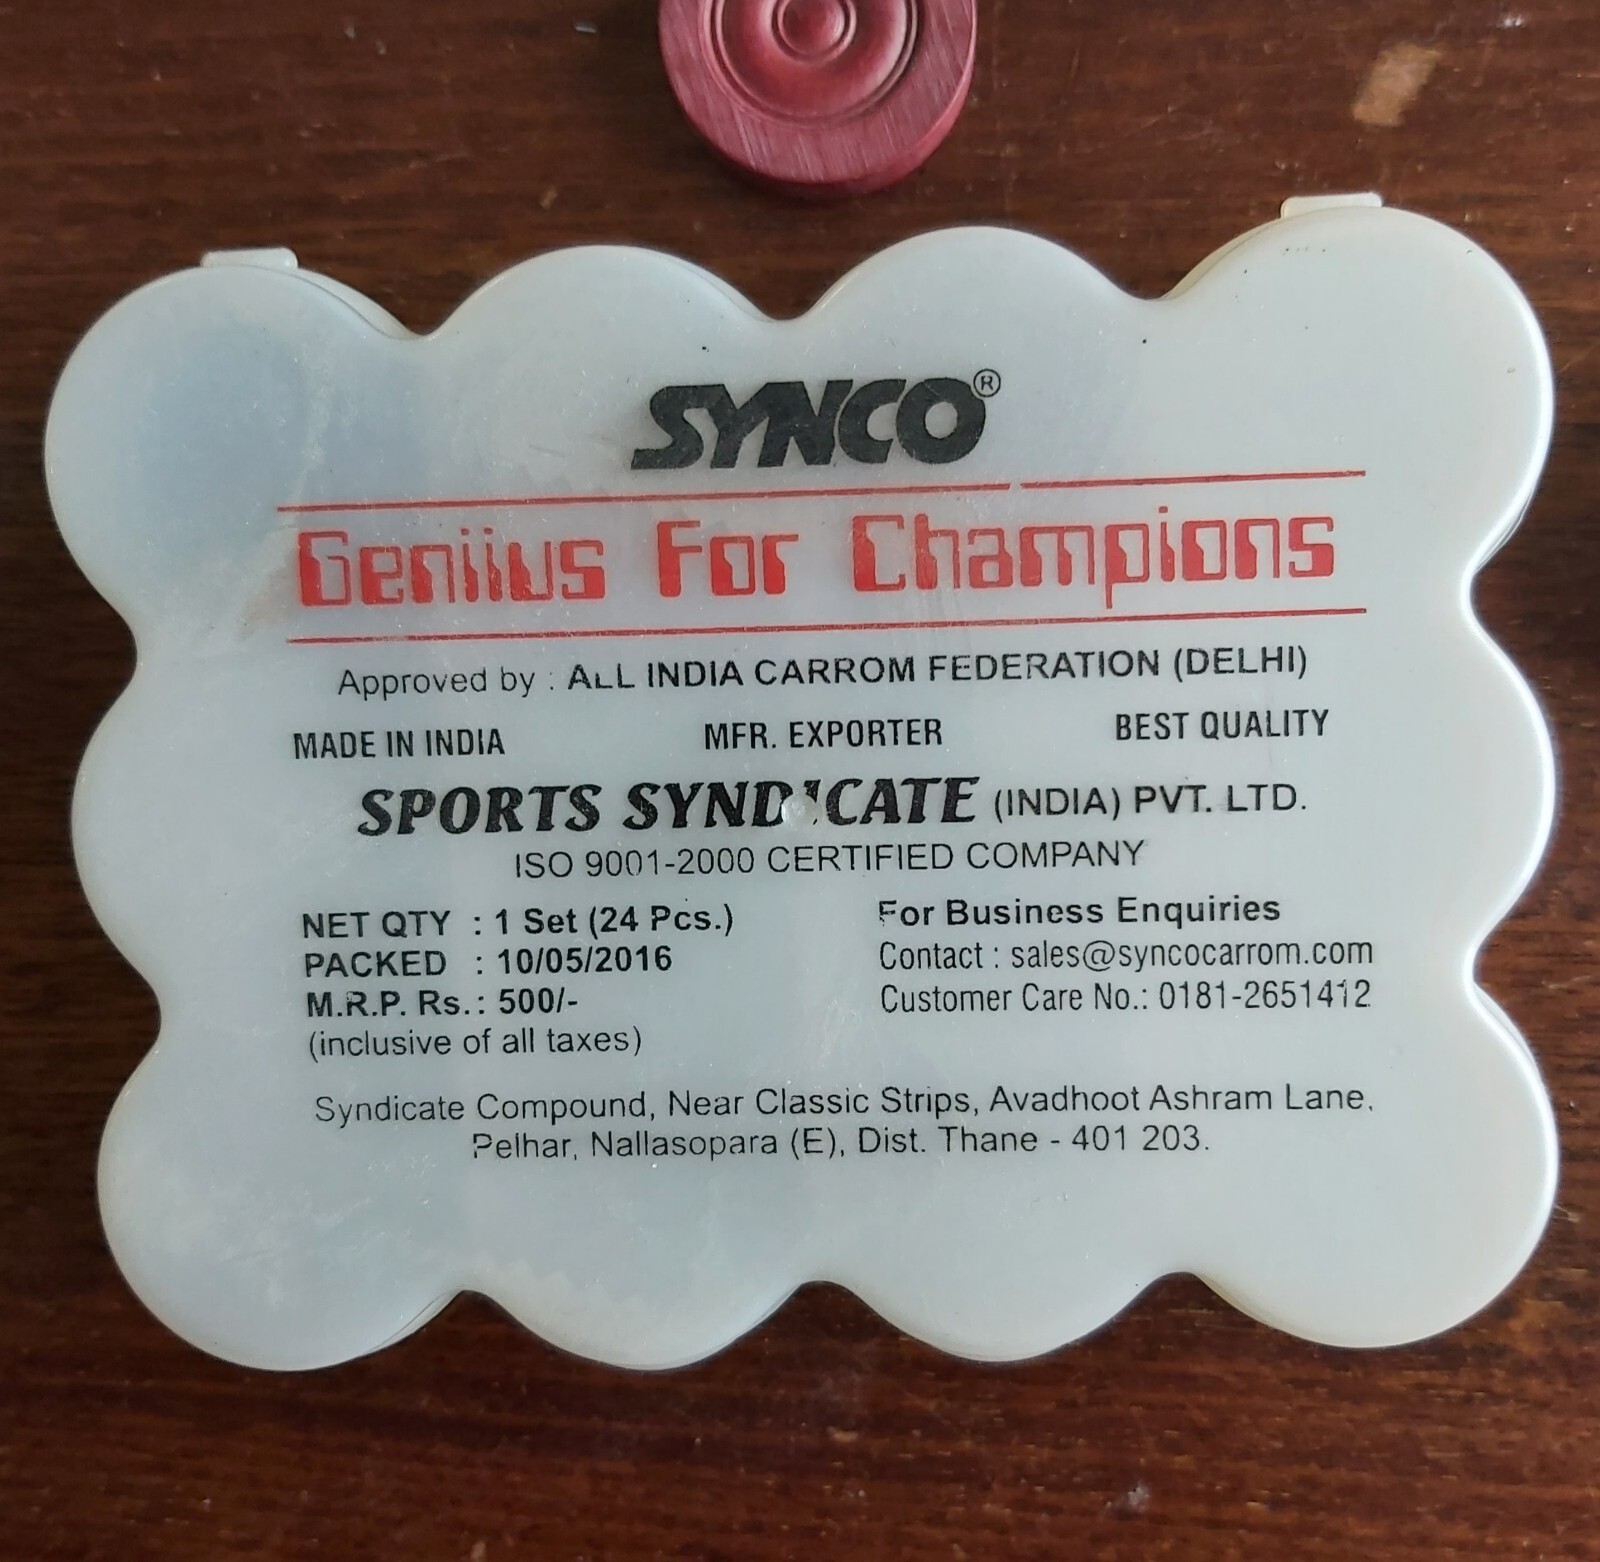 SYNCO®
Geniius For Champions
Approved by : ALL INDIA CARROM FEDERATION (DELHI)
MADE IN INDIA MFR. EXPORTER BEST QUALITY
SPORTS SYNDICATE (INDIA) PVT. LTD.
ISO 9001-2000 CERTIFIED COMPANY
NET QTY : 1 Set (24 Pcs.)
PACKED : 10/05/2016
M.R.P. Rs.: 500/-
(inclusive of all taxes)
For Business Enquiries
Contact : sales@syncocarrom.com
Customer Care No.: 0181-2651412
Syndicate Compound, Near Classic Strips, Avadhoot Ashram Lane,
Pelhar, Nallasopara (E), Dist. Thane - 401 203.